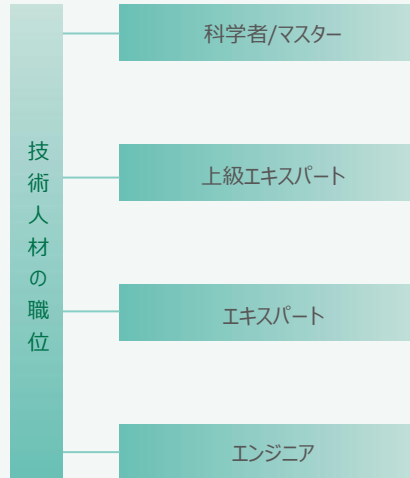 技術人材の職位
科学者/マスター
上級エキスパート
エキスパート
エンジニア